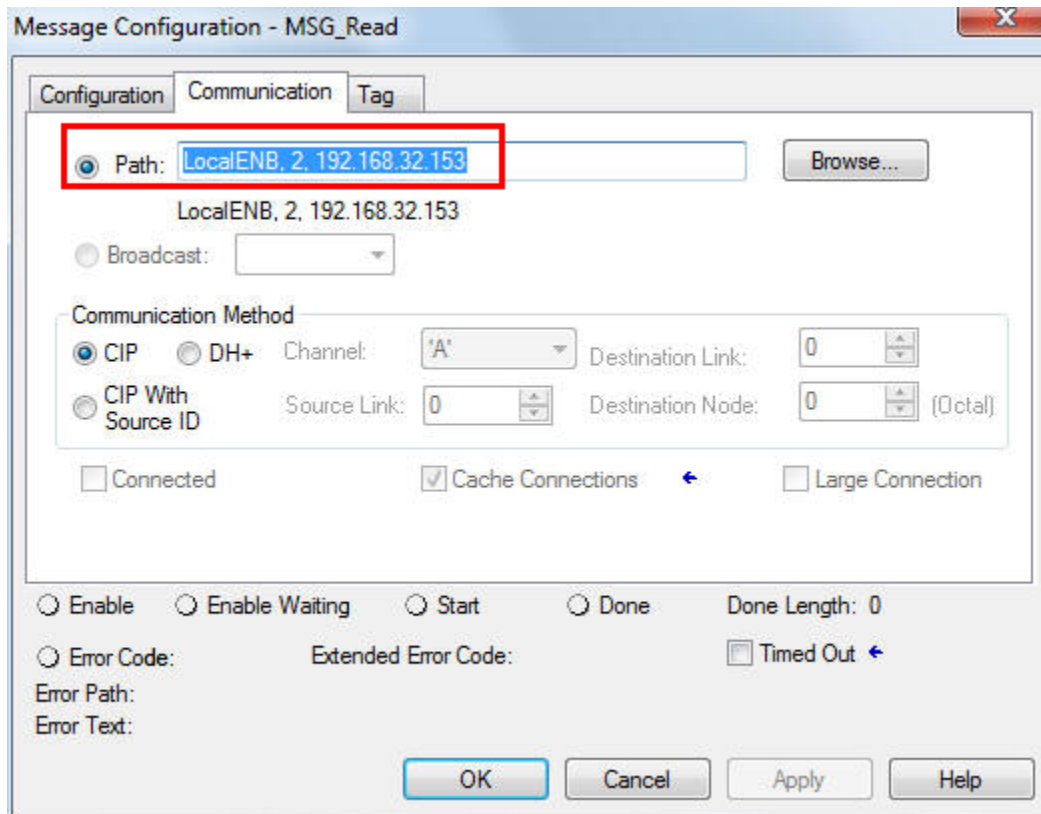 Message Configuration - MSG_Read
Configuration Communication Tag
Path: LocalENB, 2, 192.168.32.153 Browse...
LocalENB, 2, 192.168.32.153
Broadcast:
Communication Method
CIP DH+ Channel: 'A' Destination Link: 0
CIP With Source ID Source Link: 0 Destination Node: 0 (Octal)
Connected Cache Connections Large Connection
Enable Enable Waiting Start Done Done Length: 0
Error Code: Extended Error Code: Timed Out
Error Path:
Error Text:
OK Cancel Apply Help